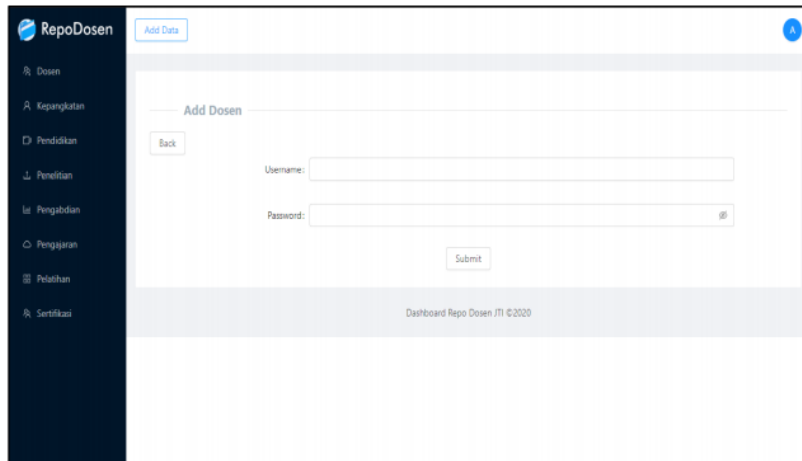 RepoDosen
Add Data
A
Dosen
Kepangkatan
Pendidikan
Penelitian
Pengabdian
Pengajaran
Pelatihan
Sertifikasi
Add Dosen
Back
Username:
Password:
Submit
Dashboard Repo Dosen JTI ©2020